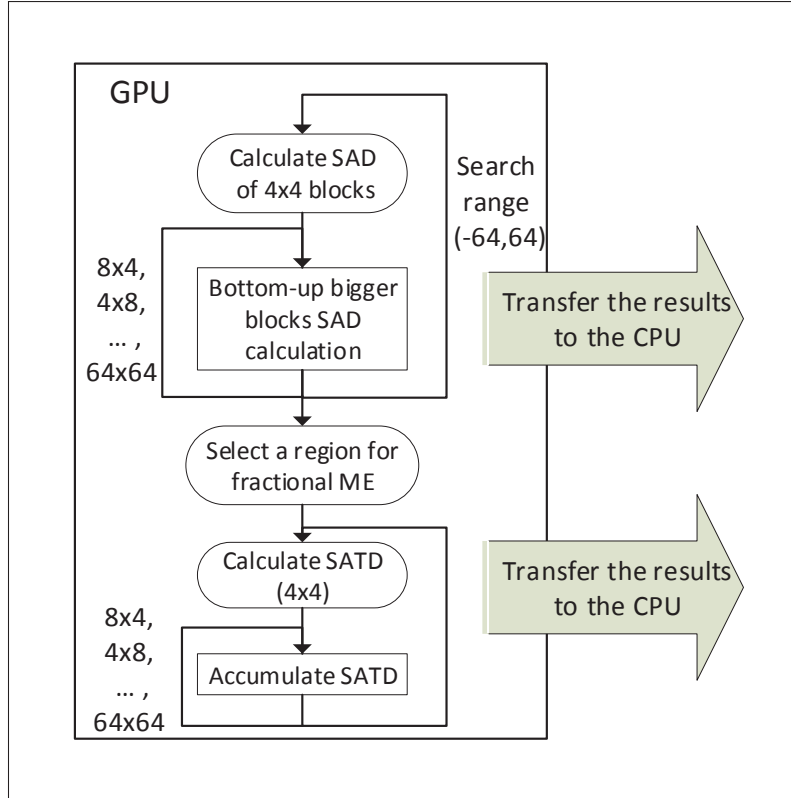 GPU
Calculate SAD
of 4x4 blocks
Search
range
(-64,64)
8x4,
4x8,
... ,
64x64
Bottom-up bigger
blocks SAD
calculation
Transfer the results
to the CPU
Select a region for
fractional ME
Calculate SATD
(4x4)
8x4,
4x8,
... ,
64x64
Accumulate SATD
Transfer the results
to the CPU